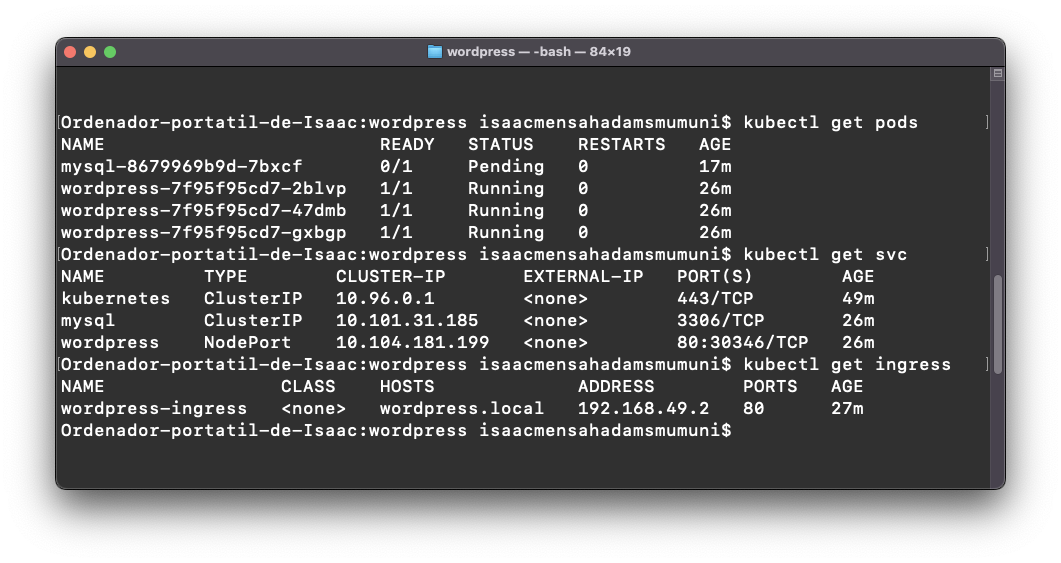 wordpress — -bash — 84×19
Ordenador-portatil-de-Isaac:wordpress isaacmensahadamsmumuni$ kubectl get pods
NAME READY STATUS RESTARTS AGE
mysql-8679969b9d-7bxcf 0/1 Pending 0 17m
wordpress-7f95f95cd7-2blvp 1/1 Running 0 26m
wordpress-7f95f95cd7-47dmb 1/1 Running 0 26m
wordpress-7f95f95cd7-gxbgp 1/1 Running 0 26m
Ordenador-portatil-de-Isaac:wordpress isaacmensahadamsmumuni$ kubectl get svc
NAME TYPE CLUSTER-IP EXTERNAL-IP PORT(S) AGE
kubernetes ClusterIP 10.96.0.1 <none> 443/TCP 49m
mysql ClusterIP 10.101.31.185 <none> 3306/TCP 26m
wordpress NodePort 10.104.181.199 <none> 80:30346/TCP 26m
Ordenador-portatil-de-Isaac:wordpress isaacmensahadamsmumuni$ kubectl get ingress
NAME CLASS HOSTS ADDRESS PORTS AGE
wordpress-ingress <none> wordpress.local 192.168.49.2 80 27m
Ordenador-portatil-de-Isaac:wordpress isaacmensahadamsmumuni$